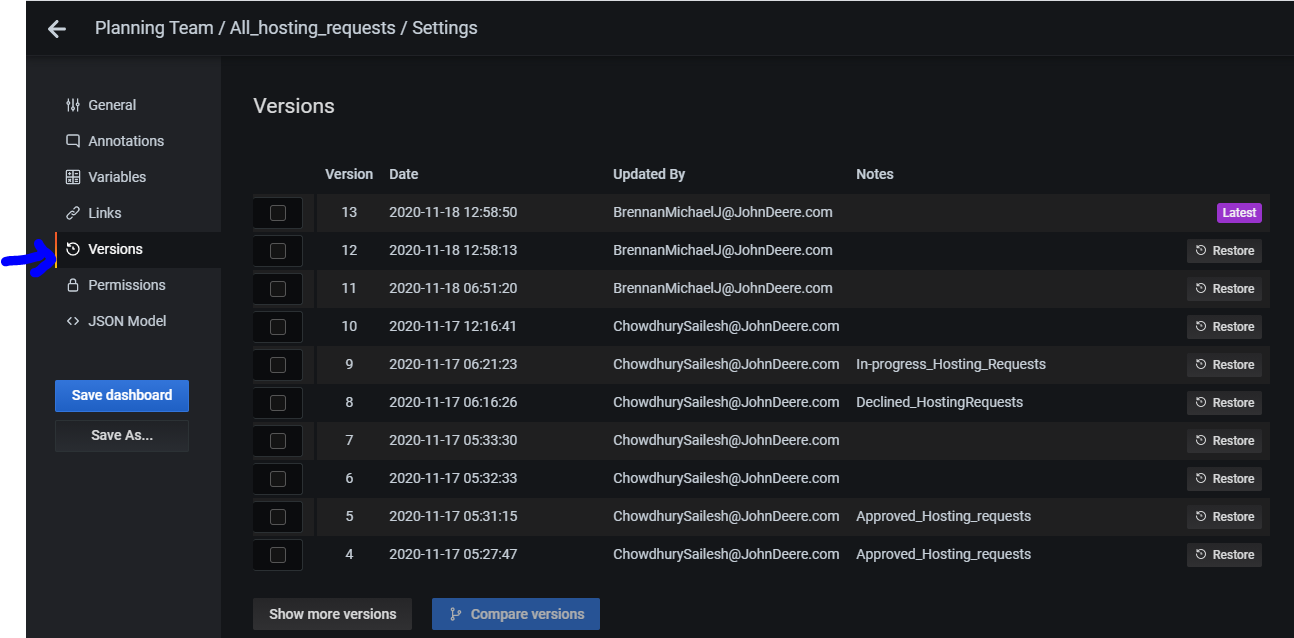 Planning Team / All_hosting_requests / Settings
General
Annotations
Variables
Links
Versions
Permissions
JSON Model
Save dashboard
Save As...
Versions
Version Date Updated By Notes
13 2020-11-18 12:58:50 BrennanMichaelJ@JohnDeere.com Latest
12 2020-11-18 12:58:13 BrennanMichaelJ@JohnDeere.com Restore
11 2020-11-18 06:51:20 BrennanMichaelJ@JohnDeere.com Restore
10 2020-11-17 12:16:41 ChowdhurySailesh@JohnDeere.com Restore
9 2020-11-17 06:21:23 ChowdhurySailesh@JohnDeere.com In-progress_Hosting_Requests Restore
8 2020-11-17 06:16:26 ChowdhurySailesh@JohnDeere.com Declined_HostingRequests Restore
7 2020-11-17 05:33:30 ChowdhurySailesh@JohnDeere.com Restore
6 2020-11-17 05:32:33 ChowdhurySailesh@JohnDeere.com Restore
5 2020-11-17 05:31:15 ChowdhurySailesh@JohnDeere.com Approved_Hosting_requests Restore
4 2020-11-17 05:27:47 ChowdhurySailesh@JohnDeere.com Approved_Hosting_requests Restore
Show more versions Compare versions